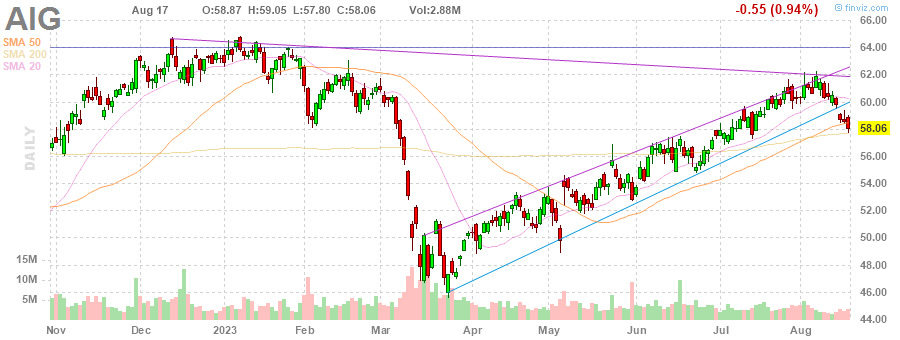 AIG Aug 17 O:58.87 H:59.05 L:57.80 C:58.06 Vol:2.88M -0.55 (0.94%) © finviz.com
SMA 50
SMA 200
SMA 20
DAILY
66.00
64.00
62.00
60.00
58.06
56.00
54.00
52.00
50.00
48.00
46.00
44.00
15M
10M
5M
Nov Dec 2023 Feb Mar Apr May Jun Jul Aug